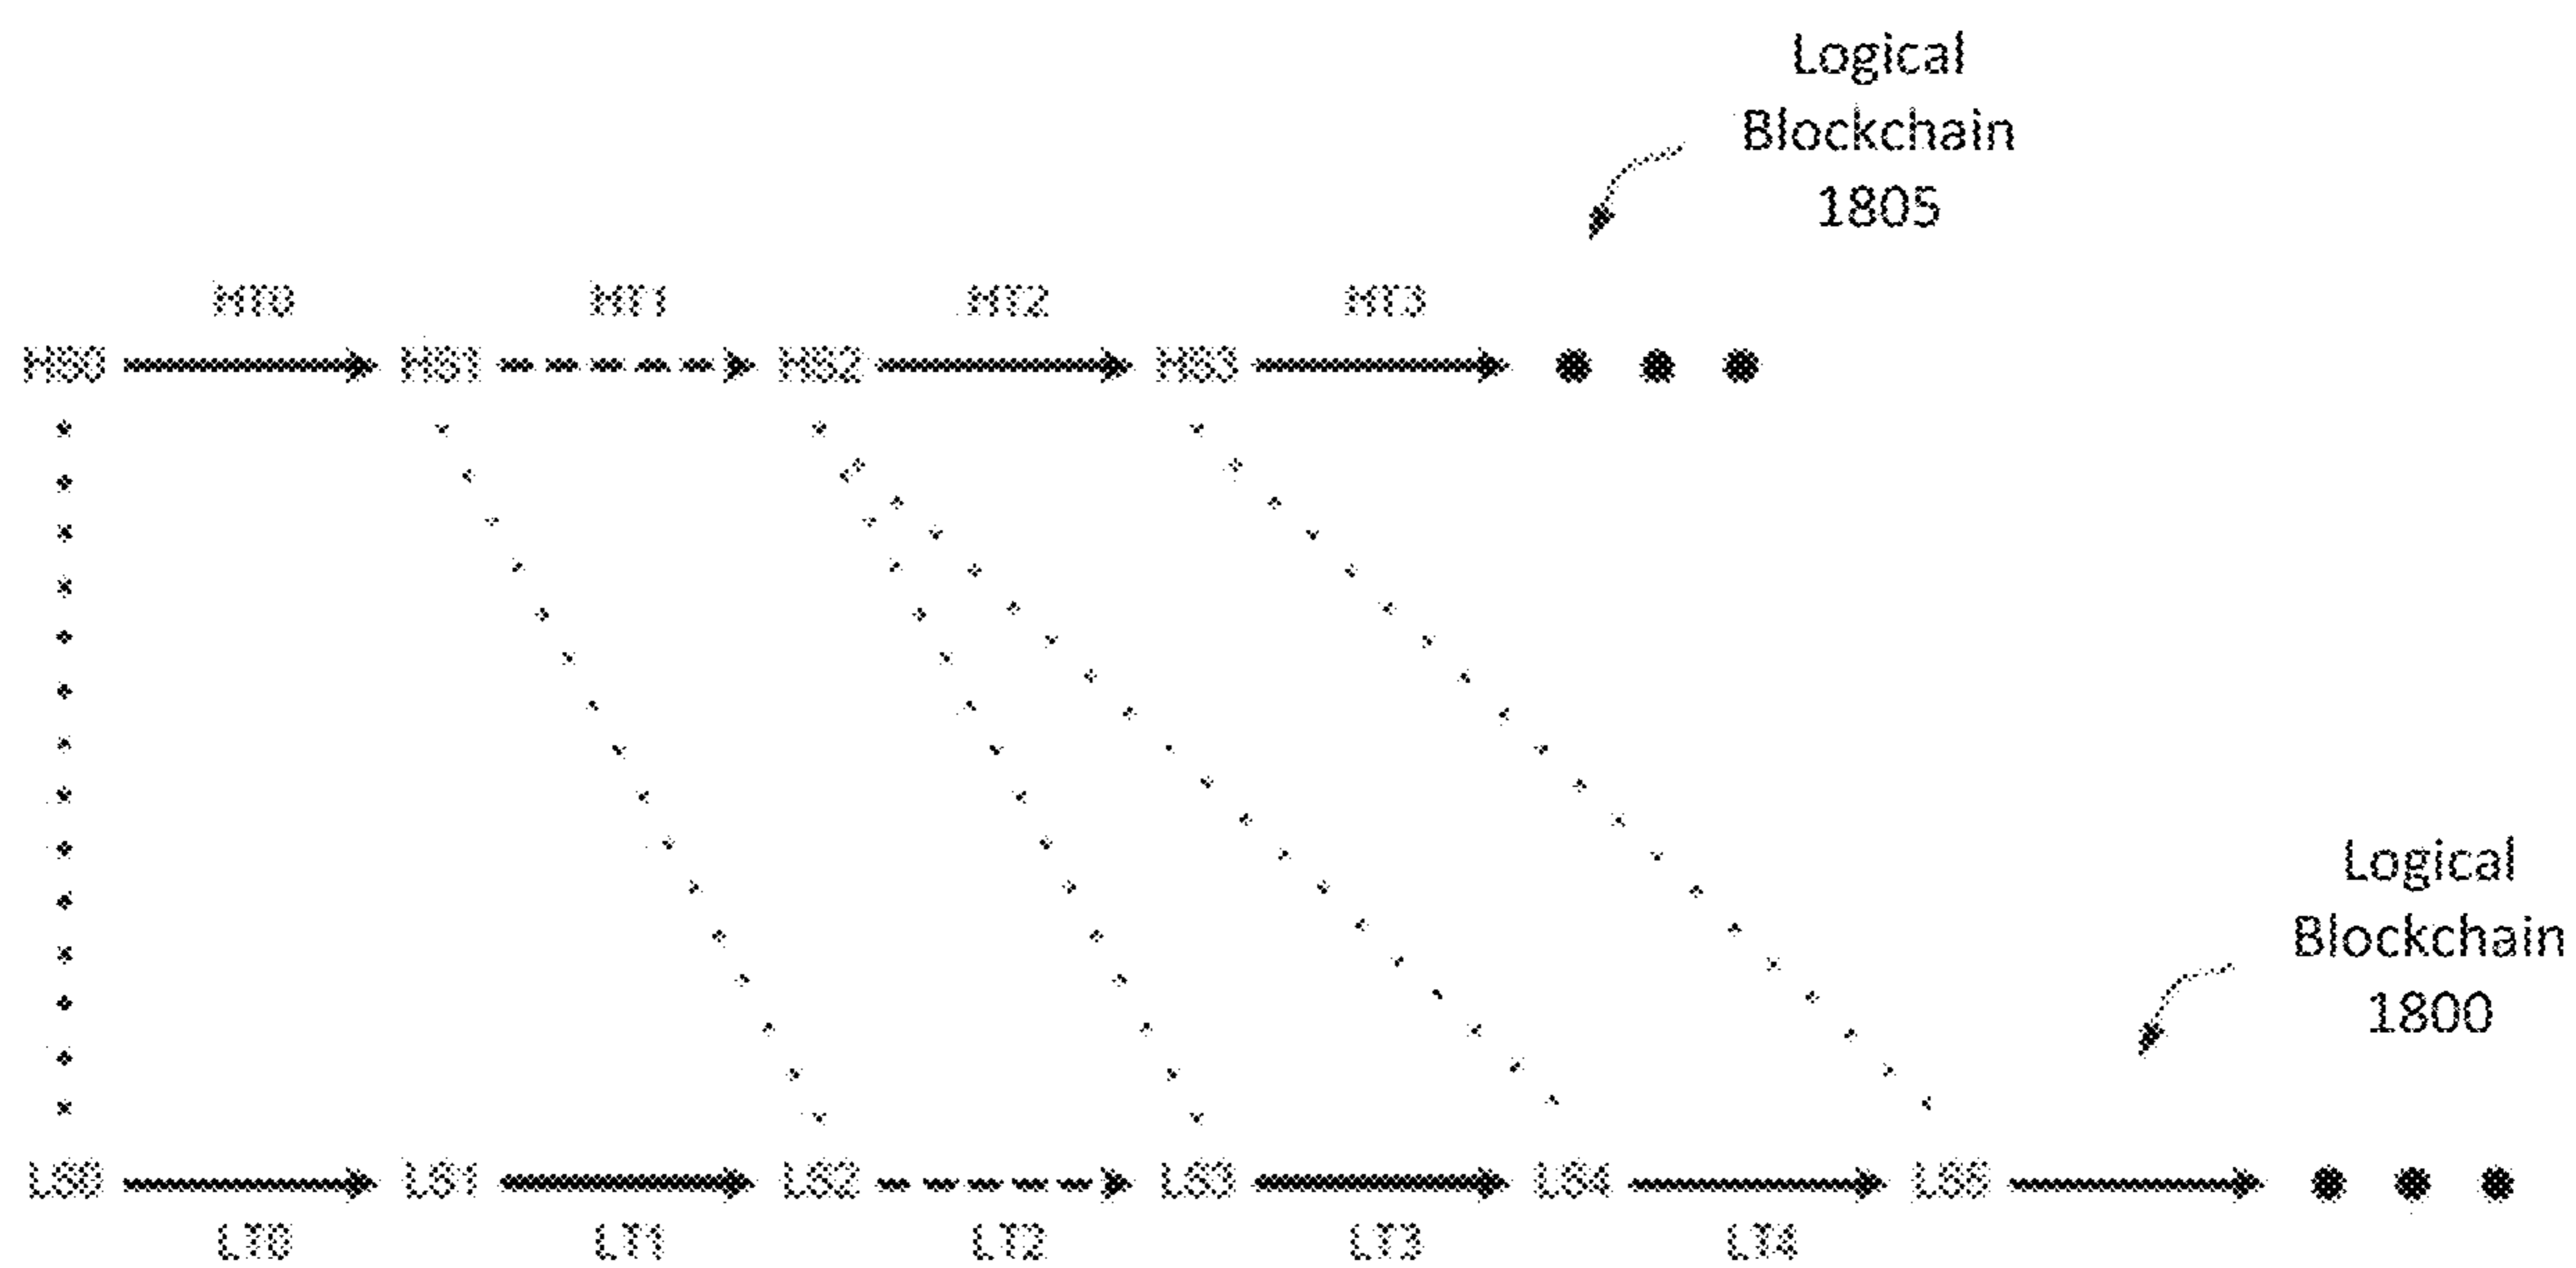 Logical
Blockchain
1805
MT0 MT1 MT2 MT3
HS0 HS1 HS2 HS3
Logical
Blockchain
1800
LS0 LS1 LS2 LS3 LS4 LS5
LT0 LT1 LT2 LT3 LT4